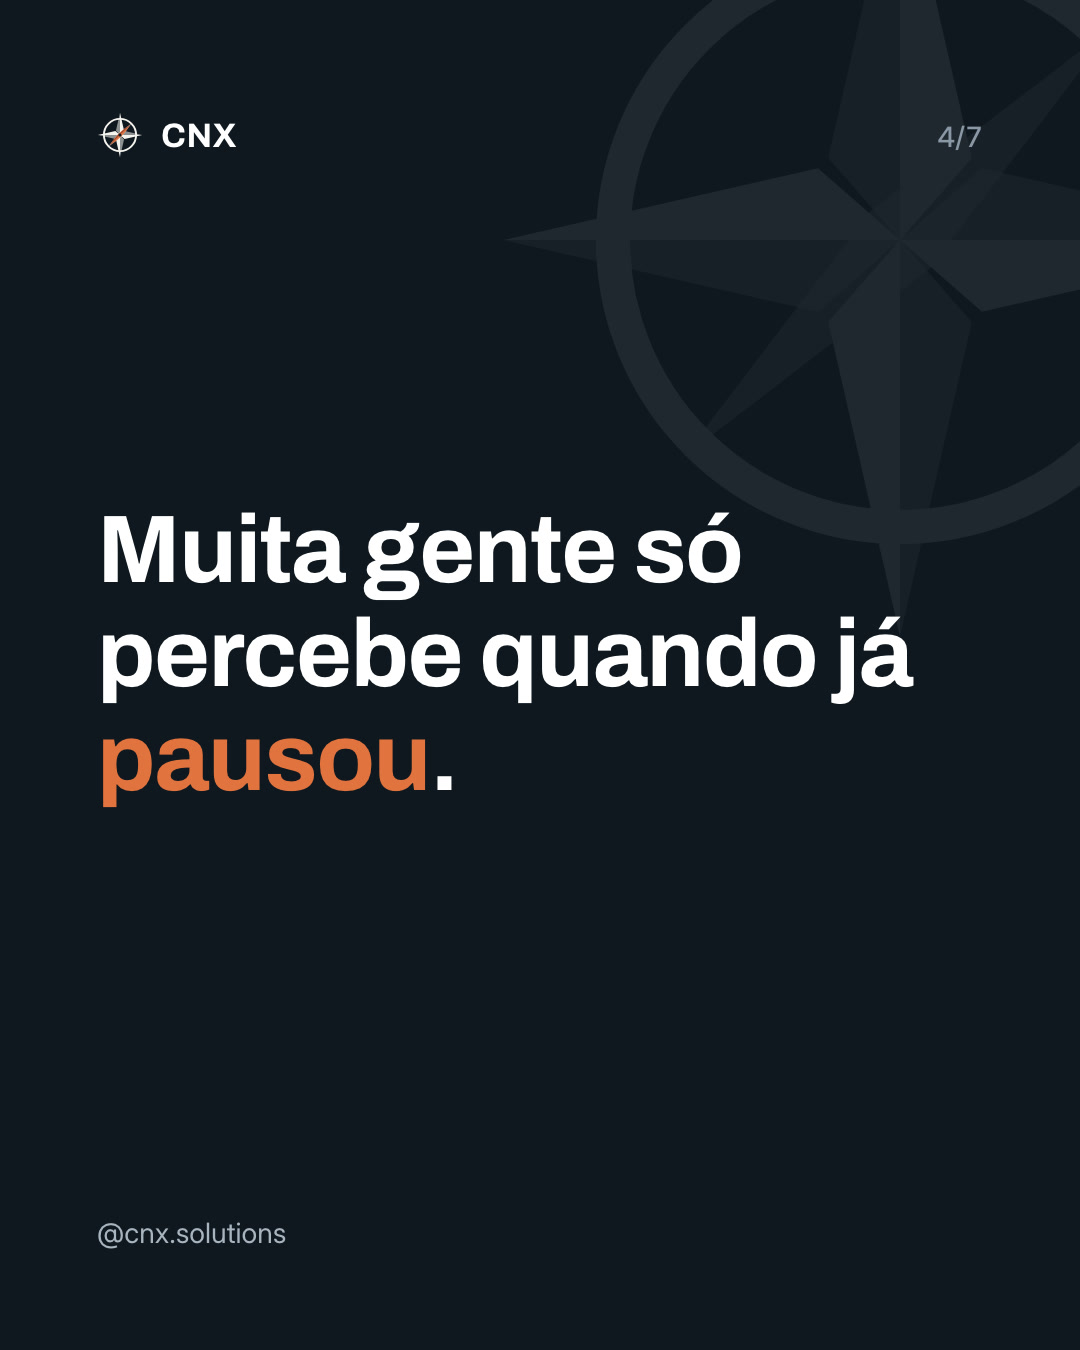 CNX
4/7
Muita gente só
percebe quando já
pausou.
@cnx.solutions